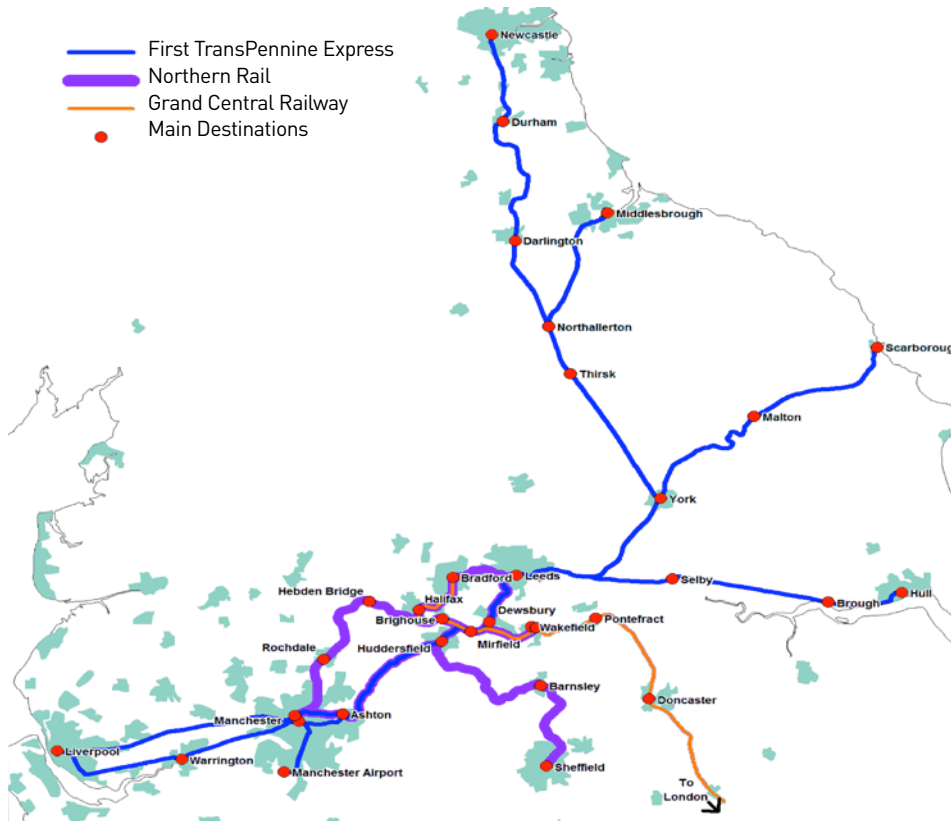 First TransPennine Express
Northern Rail
Grand Central Railway
Main Destinations
Newcastle
Durham
Middlesbrough
Darlington
Northallerton
Scarboroug
Thirsk
Malton
York
Bradford
Leeds
Selby
Hebden Bridge
Halifax
Hull
Brough
Dewsbury
Brighouse
Pontefract
Wakefield
Huddersfield
Mirfield
Rochdale
Barnsley
Doncaster
Manchester
Ashton
Liverpool
Warrington
Manchester Airport
Sheffield
To
London